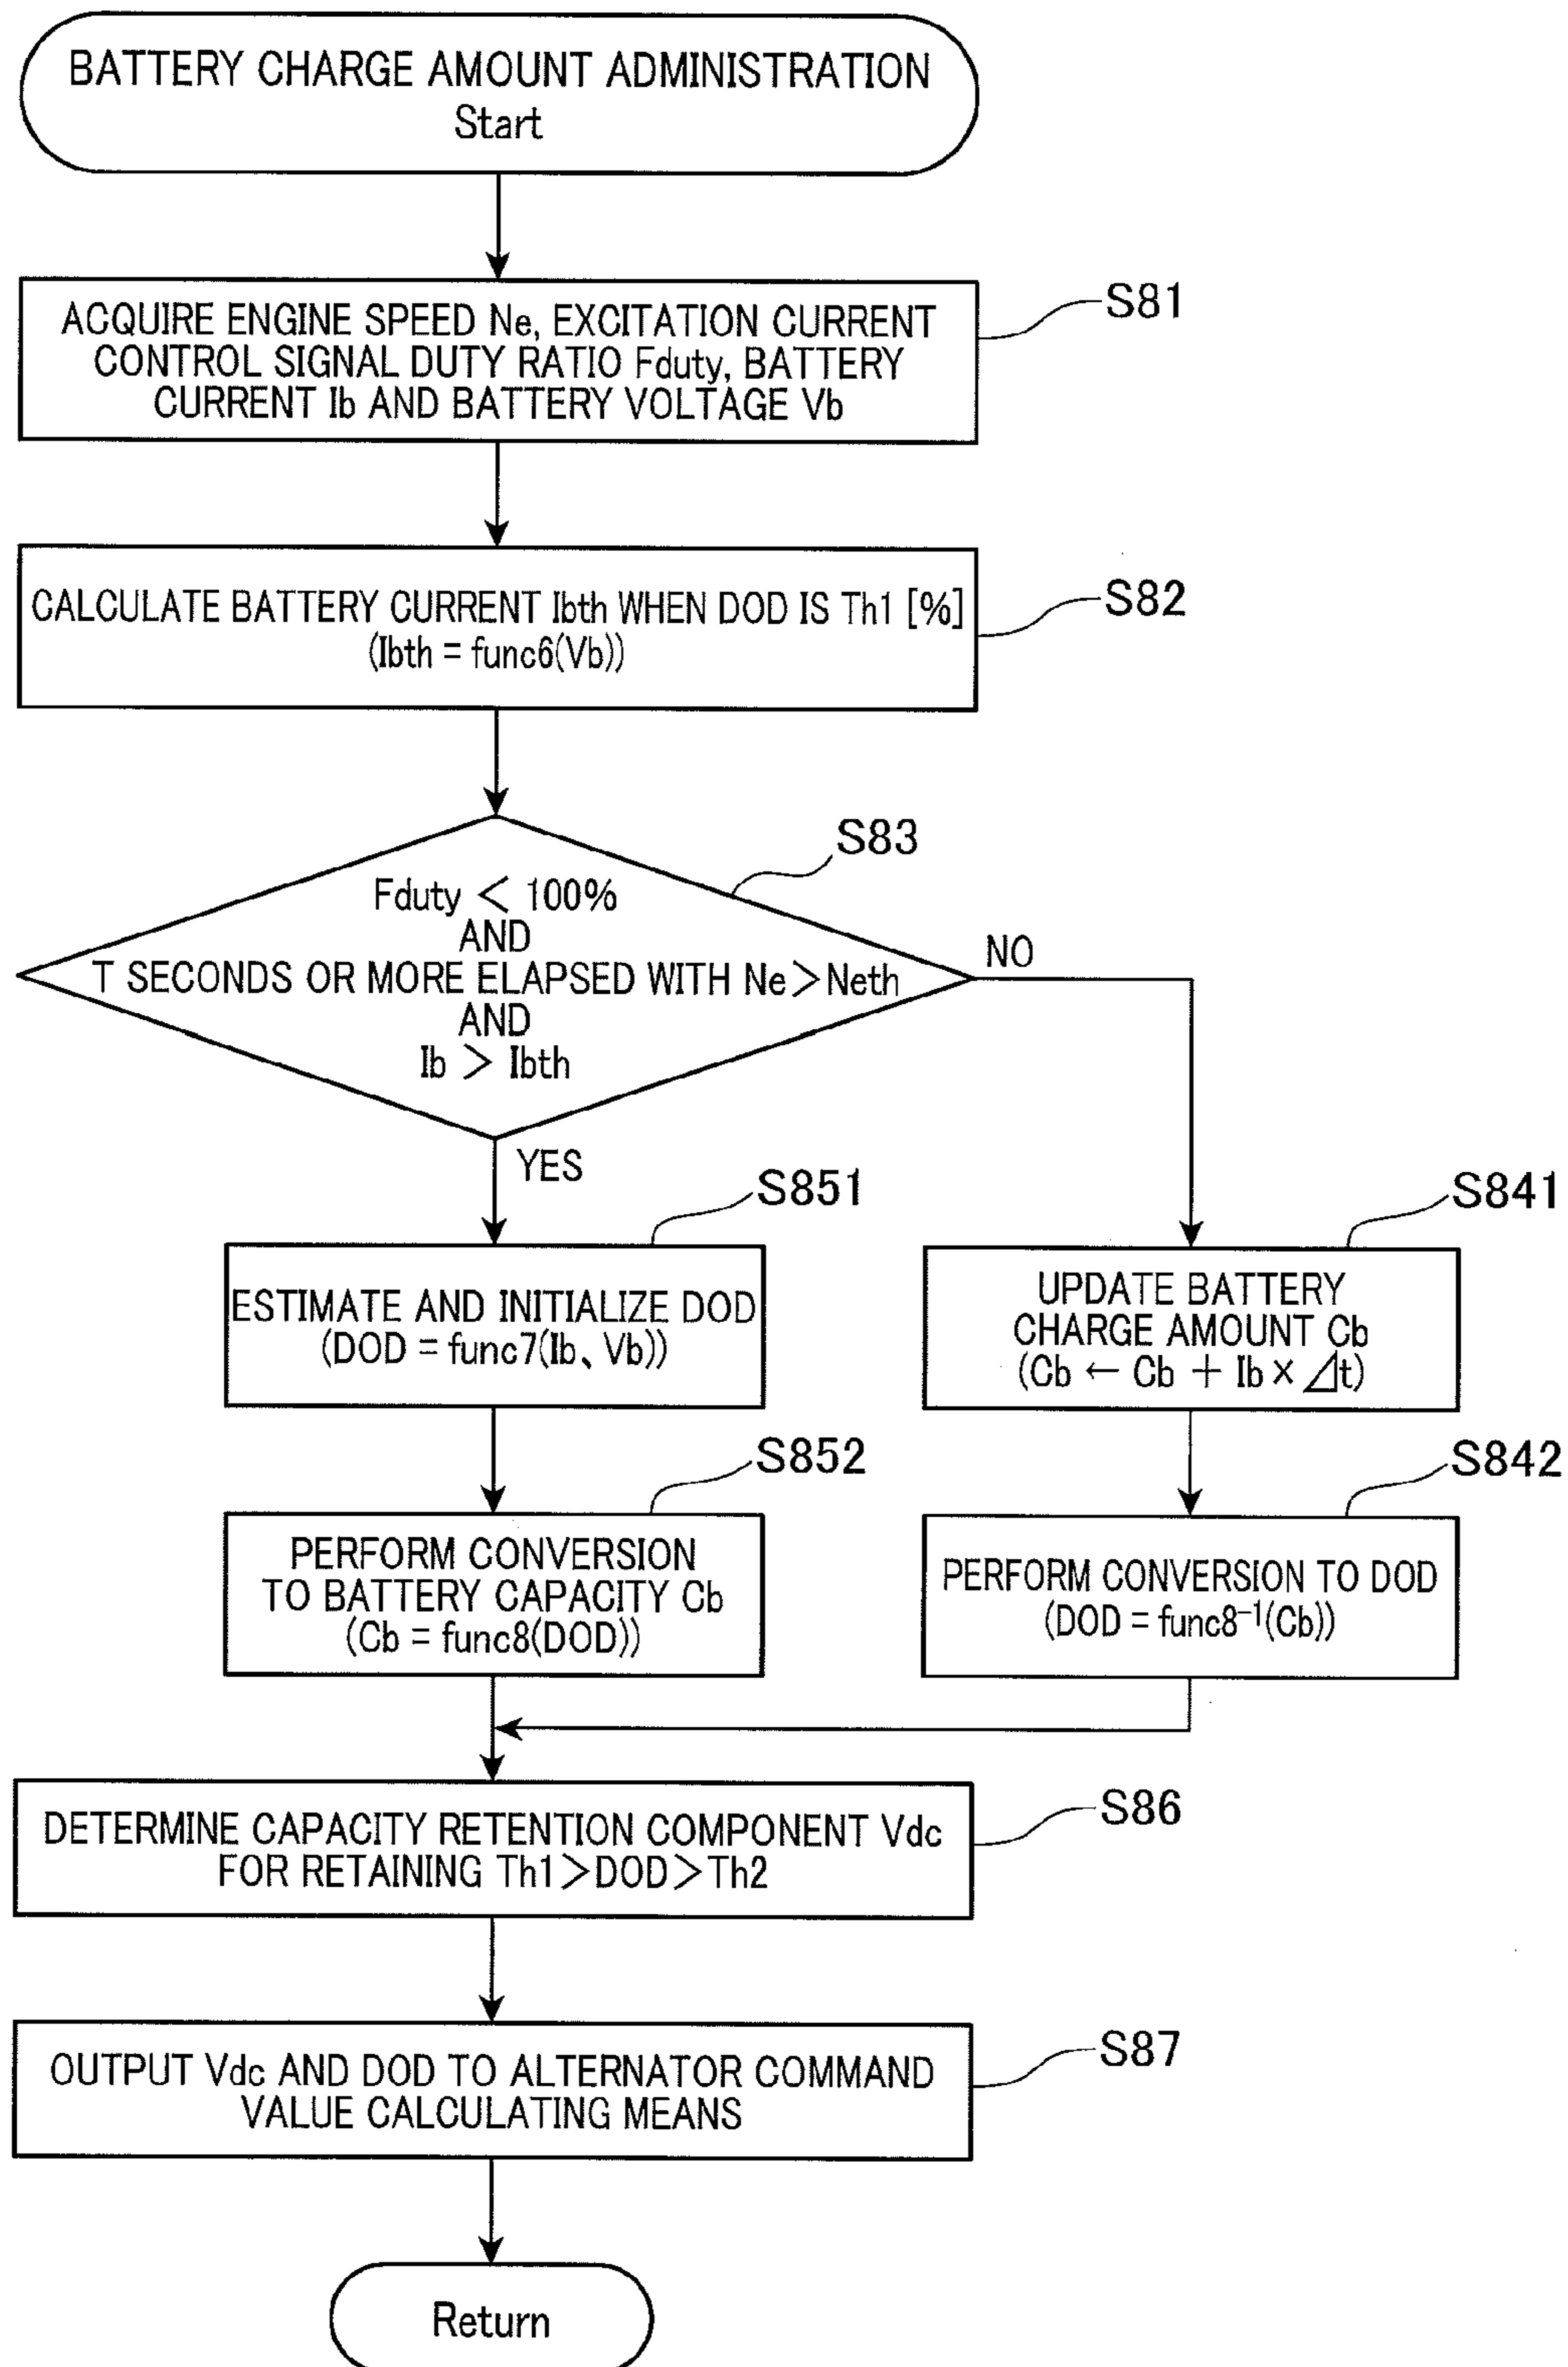 BATTERY CHARGE AMOUNT ADMINISTRATION
Start
ACQUIRE ENGINE SPEED Ne, EXCITATION CURRENT
CONTROL SIGNAL DUTY RATIO Fduty, BATTERY
CURRENT Ib AND BATTERY VOLTAGE Vb
S81
CALCULATE BATTERY CURRENT Ibth WHEN DOD IS Th1 [%]
(Ibth = func6(Vb))
S82
S83
Fduty < 100%
AND
T SECONDS OR MORE ELAPSED WITH Ne > Neth
AND
Ib > Ibth
NO
YES
S851
ESTIMATE AND INITIALIZE DOD
(DOD = func7(Ib、Vb))
S841
UPDATE BATTERY
CHARGE AMOUNT Cb
(Cb ← Cb + Ib × ⊿t)
S852
PERFORM CONVERSION
TO BATTERY CAPACITY Cb
(Cb = func8(DOD))
S842
PERFORM CONVERSION TO DOD
(DOD = func8⁻¹(Cb))
DETERMINE CAPACITY RETENTION COMPONENT Vdc
FOR RETAINING Th1 > DOD > Th2
S86
OUTPUT Vdc AND DOD TO ALTERNATOR COMMAND
VALUE CALCULATING MEANS
S87
Return